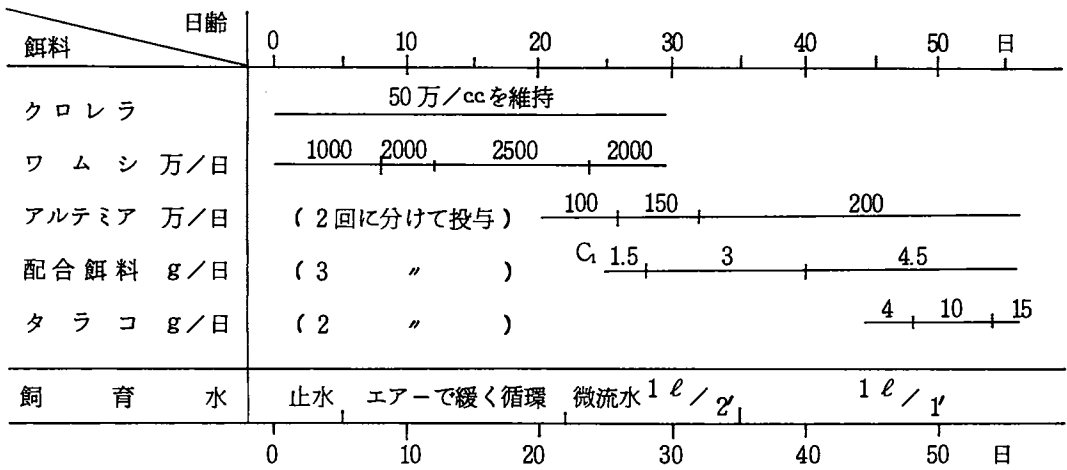 日齢
餌料
0 10 20 30 40 50 日
クロレラ 50万/ccを維持
ワムシ 万/日 1000 2000 2500 2000
アルテミア 万/日 (2回に分けて投与) 100 150 200
配合餌料 g/日 (3 〃 ) C₁ 1.5 3 4.5
タラコ g/日 (2 〃 ) 4 10 15
飼育水 止水 エアーで緩く循環 微流水 1ℓ/2′ 1ℓ/1′
0 10 20 30 40 50 日